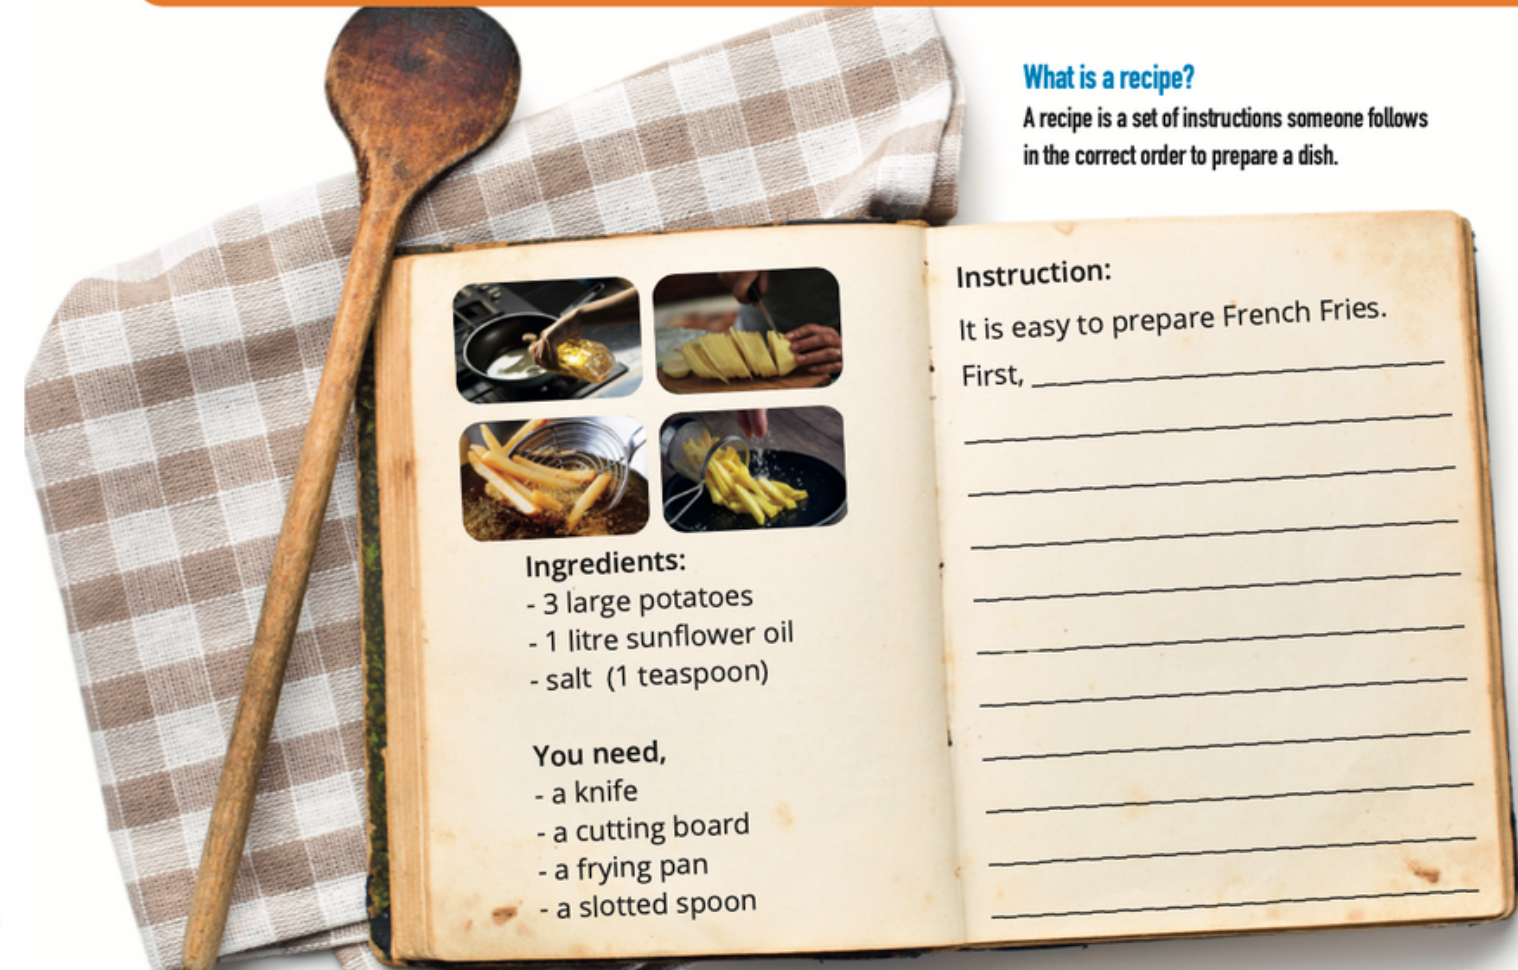 What is a recipe?
A recipe is a set of instructions someone follows
in the correct order to prepare a dish.
Ingredients:
- 3 large potatoes
- 1 litre sunflower oil
- salt (1 teaspoon)
You need,
- a knife
- a cutting board
- a frying pan
- a slotted spoon
Instruction:
It is easy to prepare French Fries.
First,